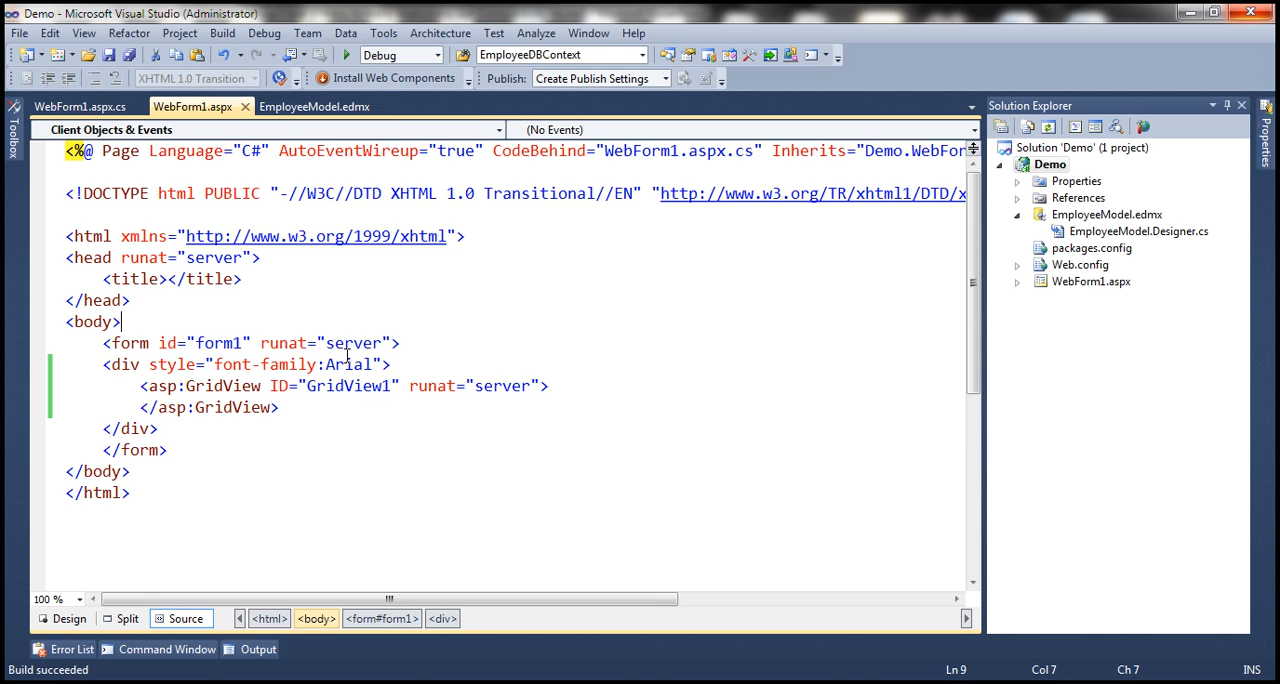 Demo - Microsoft Visual Studio (Administrator)
File Edit View Refactor Project Build Debug Team Data Tools Architecture Test Analyze Window Help
Debug EmployeeDBContext
XHTML 1.0 Transition Install Web Components Publish: Create Publish Settings
WebForm1.aspx.cs WebForm1.aspx EmployeeModel.edmx
Client Objects & Events (No Events)
<%@ Page Language="C#" AutoEventWireup="true" CodeBehind="WebForm1.aspx.cs" Inherits="Demo.WebFor
<!DOCTYPE html PUBLIC "-//W3C//DTD XHTML 1.0 Transitional//EN" "http://www.w3.org/TR/xhtml1/DTD/x
<html xmlns="http://www.w3.org/1999/xhtml">
<head runat="server">
<title></title>
</head>
<body>
<form id="form1" runat="server">
<div style="font-family:Arial">
<asp:GridView ID="GridView1" runat="server">
</asp:GridView>
</div>
</form>
</body>
</html>
100 %
Design Split Source <html> <body> <form#form1> <div>
Error List Command Window Output
Build succeeded Ln 9 Col 7 Ch 7 INS
Toolbox
Solution Explorer
Solution 'Demo' (1 project)
Demo
Properties
References
EmployeeModel.edmx
EmployeeModel.Designer.cs
packages.config
Web.config
WebForm1.aspx
Properties